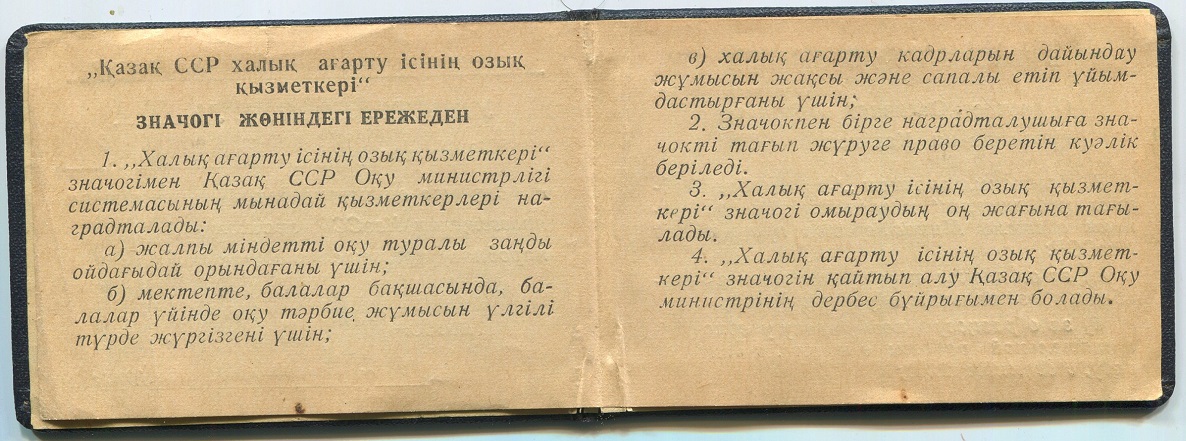 „Қазақ ССР халық ағарту ісінің озық
қызметкері“
ЗНАЧОГІ ЖӨНІНДЕГІ ЕРЕЖЕДЕН
1. „Халық ағарту ісінің озық қызметкері“
значогімен Қазақ ССР Оқу министрлігі
системасының мынадай қызметкерлері на-
градталады:
а) жалпы міндетті оқу туралы заңды
ойдағыдай орындағаны үшін;
б) мектепте, балалар бақшасында, ба-
лалар үйінде оқу тәрбие жұмысын үлгілі
түрде жүргізгені үшін;
в) халық ағарту кадрларын дайындау
жұмысын жақсы және сапалы етіп ұйым-
дастырғаны үшін;
2. Значокпен бірге наградталушыға зна-
чокті тағып жүруге право беретін куәлік
беріледі.
3. „Халық ағарту ісінің озық қызмет-
кері“ значогі омыраудың оң жағына тағы-
лады.
4. „Халық ағарту ісінің озық қызмет-
кері“ значогін қайтып алу Қазақ ССР Оқу
министрінің дербес бұйрығымен болады.